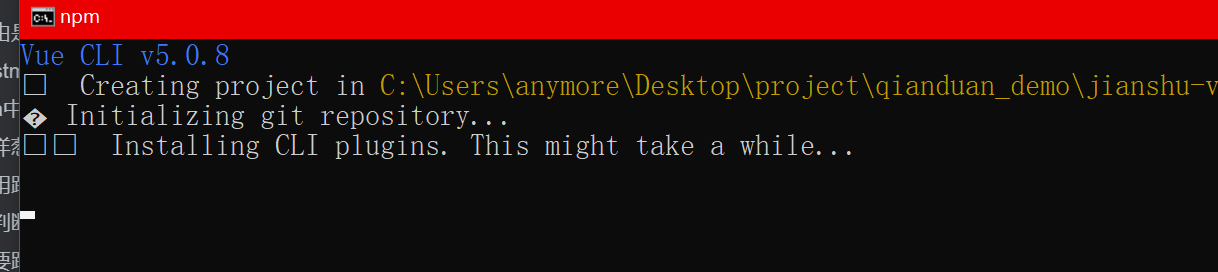 npm
Vue CLI v5.0.8
Creating project in C:\Users\anymore\Desktop\project\qianduan_demo\jianshu-v
Initializing git repository...
Installing CLI plugins. This might take a while...